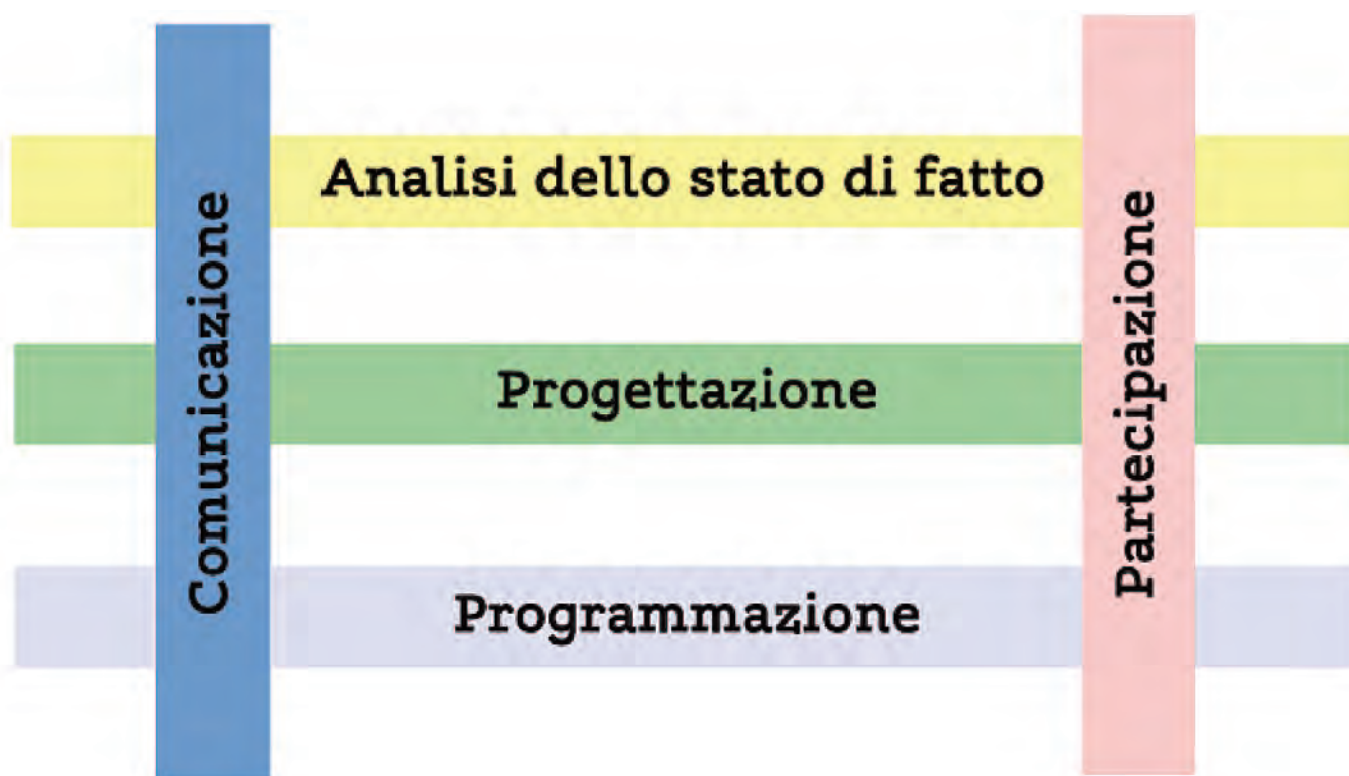 Analisi dello stato di fatto
Progettazione
Programmazione
Comunicazione
Partecipazione